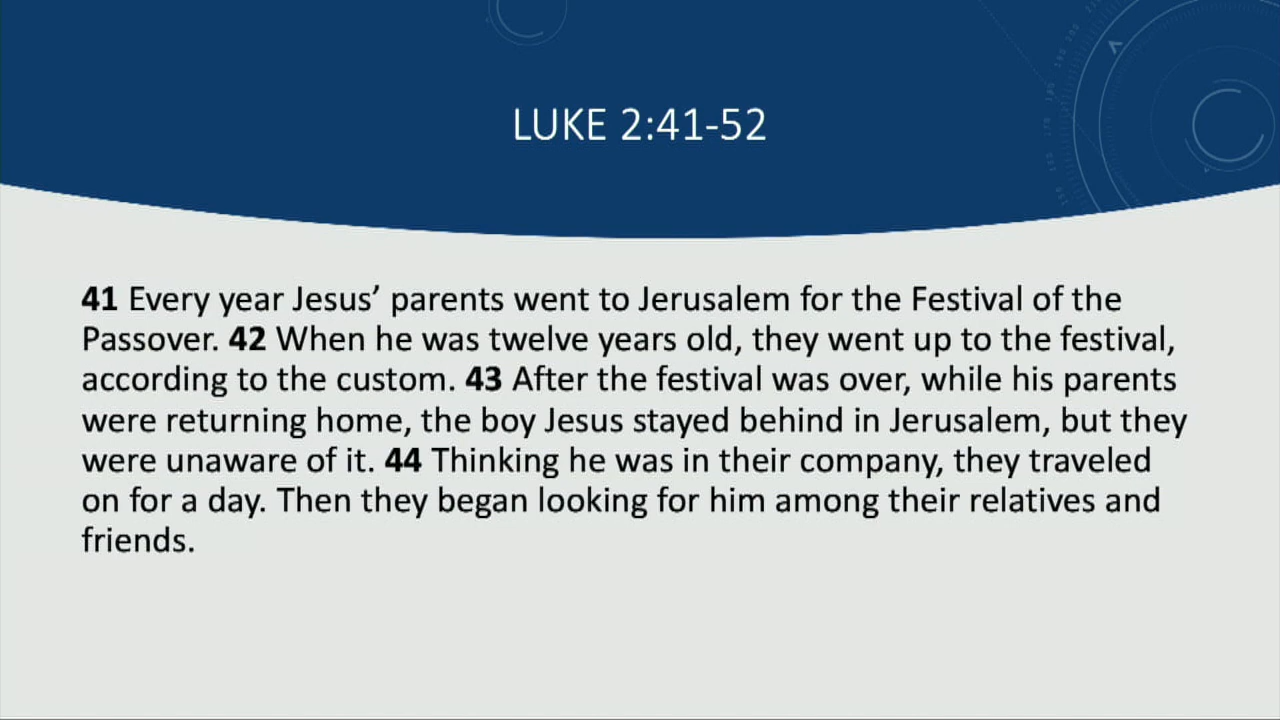 LUKE 2:41-52
41 Every year Jesus’ parents went to Jerusalem for the Festival of the
Passover. 42 When he was twelve years old, they went up to the festival,
according to the custom. 43 After the festival was over, while his parents
were returning home, the boy Jesus stayed behind in Jerusalem, but they
were unaware of it. 44 Thinking he was in their company, they traveled
on for a day. Then they began looking for him among their relatives and
friends.